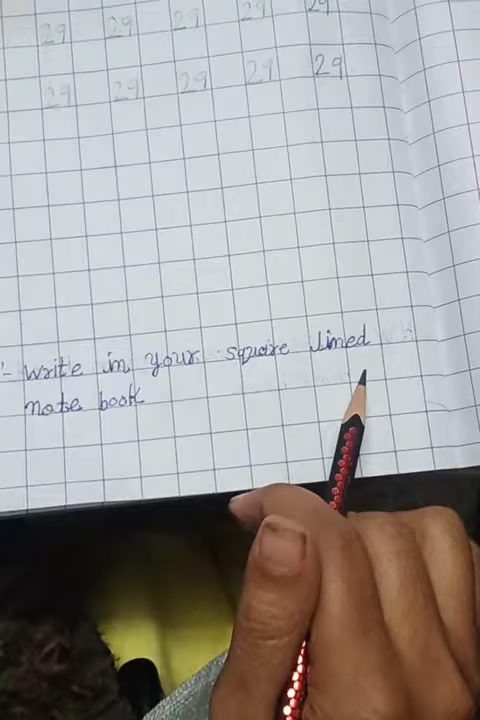 29 29 29 29 29
29 29 29 29 29
:- Write in your square lined
note book